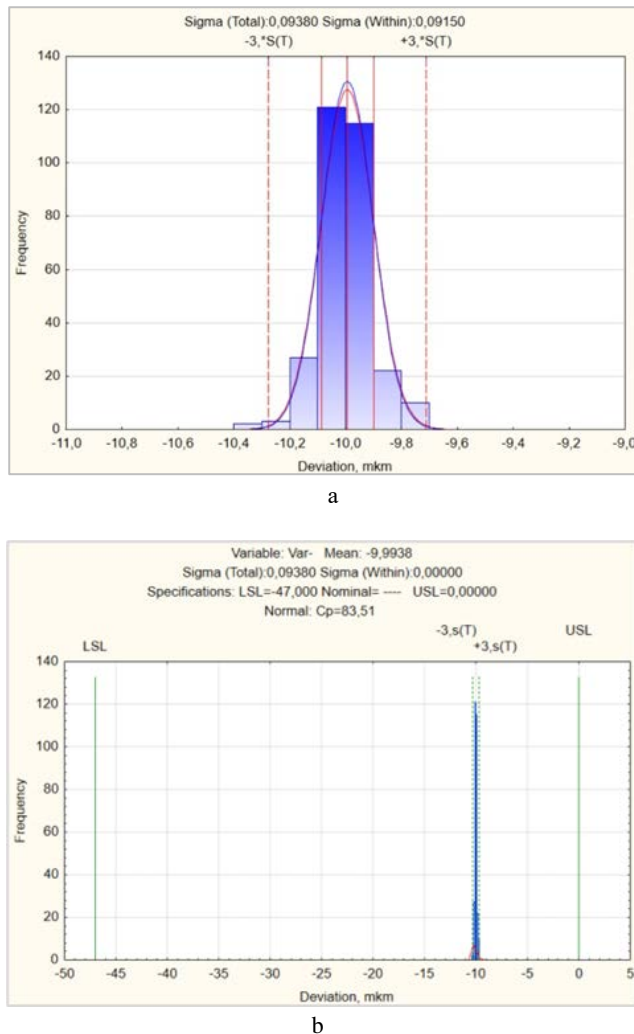 Sigma (Total):0,09380 Sigma (Within):0,09150
-3,*S(T) +3,*S(T)
140
120
100
80
60
40
20
0
Frequency
-11,0 -10,8 -10,6 -10,4 -10,2 -10,0 -9,8 -9,6 -9,4 -9,2 -9,0
Deviation, mkm
a
Variable: Var- Mean: -9,9938
Sigma (Total):0,09380 Sigma (Within):0,00000
Specifications: LSL=-47,000 Nominal= ---- USL=0,00000
Normal: Cp=83,51
-3,s(T)
LSL +3,s(T) USL
140
120
100
80
60
40
20
0
Frequency
-50 -45 -40 -35 -30 -25 -20 -15 -10 -5 0 5
Deviation, mkm
b